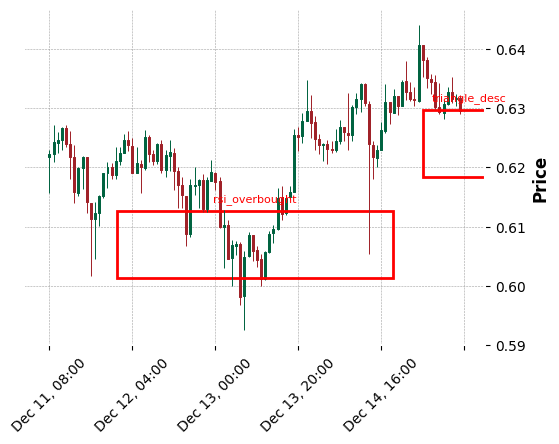 0.64
triangle_desc
0.63
0.62
rsi_overbought
0.61
0.60
0.59
Price
Dec 11, 08:00
Dec 12, 04:00
Dec 13, 00:00
Dec 13, 20:00
Dec 14, 16:00